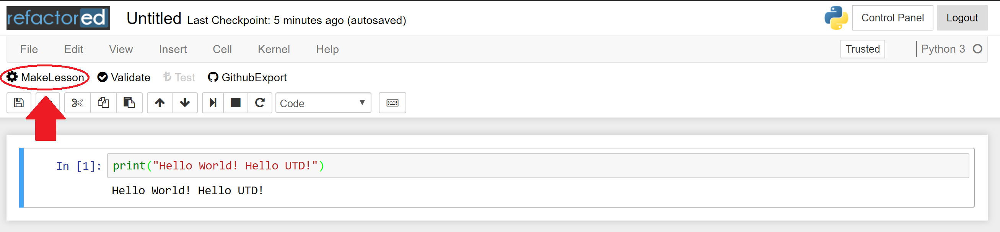 refactored Untitled Last Checkpoint: 5 minutes ago (autosaved) Control Panel Logout
File Edit View Insert Cell Kernel Help Trusted Python 3
MakeLesson Validate Test GithubExport
Code
In [1]: print("Hello World! Hello UTD!")
Hello World! Hello UTD!